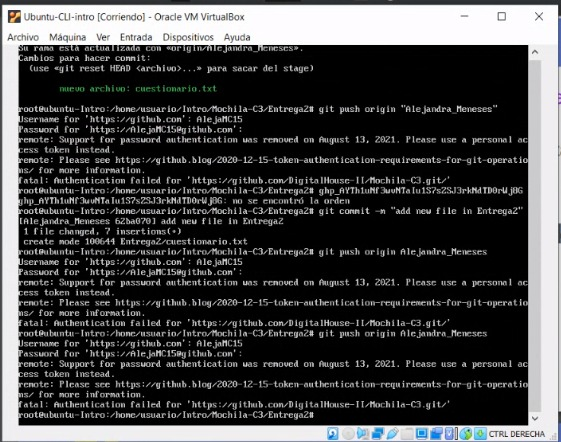 Ubuntu-CLI-intro [Corriendo] - Oracle VM VirtualBox
Archivo Máquina Ver Entrada Dispositivos Ayuda
Su rama está actualizada con «origin/Alejandra_Meneses».
Cambios para hacer commit:
(use «git reset HEAD <archivo>...» para sacar del stage)
nuevo archivo: cuestionario.txt
root@ubuntu-Intro:/home/usuario/Intro/Mochila-C3/Entrega2# git push origin "Alejandra_Meneses"
Username for 'https://github.com': AlejaMC15
Password for 'https://AlejaMC15@github.com':
remote: Support for password authentication was removed on August 13, 2021. Please use a personal ac
cess token instead.
remote: Please see https://github.blog/2020-12-15-token-authentication-requirements-for-git-operatio
ns/ for more information.
fatal: Authentication failed for 'https://github.com/DigitalHouse-II/Mochila-C3.git/'
root@ubuntu-Intro:/home/usuario/Intro/Mochila-C3/Entrega2#
: no se encontró la orden
root@ubuntu-Intro:/home/usuario/Intro/Mochila-C3/Entrega2# git commit -m "add new file in Entrega2"
[Alejandra_Meneses 62ba070] add new file in Entrega2
1 file changed, 7 insertions(+)
create mode 100644 Entrega2/cuestionario.txt
root@ubuntu-Intro:/home/usuario/Intro/Mochila-C3/Entrega2# git push origin Alejandra_Meneses
Username for 'https://github.com': AlejaMC15
Password for 'https://AlejaMC15@github.com':
remote: Support for password authentication was removed on August 13, 2021. Please use a personal ac
cess token instead.
remote: Please see https://github.blog/2020-12-15-token-authentication-requirements-for-git-operatio
ns/ for more information.
fatal: Authentication failed for 'https://github.com/DigitalHouse-II/Mochila-C3.git/'
root@ubuntu-Intro:/home/usuario/Intro/Mochila-C3/Entrega2# git push origin Alejandra_Meneses
Username for 'https://github.com': AlejaMC15
Password for 'https://AlejaMC15@github.com':
remote: Support for password authentication was removed on August 13, 2021. Please use a personal ac
cess token instead.
remote: Please see https://github.blog/2020-12-15-token-authentication-requirements-for-git-operatio
ns/ for more information.
fatal: Authentication failed for 'https://github.com/DigitalHouse-II/Mochila-C3.git/'
root@ubuntu-Intro:/home/usuario/Intro/Mochila-C3/Entrega2#
CTRL DERECHA